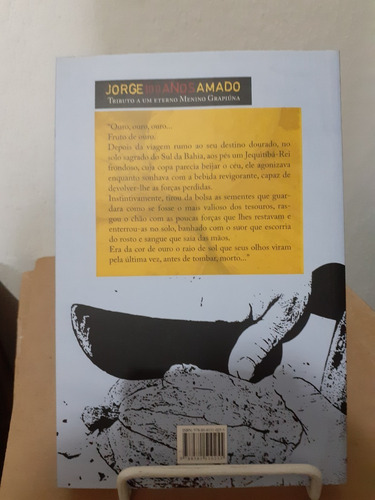 JORGE 100 ANOS AMADO
TRIBUTO A UM ETERNO MENINO GRAPIÚNA
"Ouro, ouro, ouro...
Fruto de ouro.
Depois da viagem rumo ao seu destino dourado, no
solo sagrado do Sul da Bahia, aos pés um Jequitibá-Rei
frondoso, cuja copa parecia beijar o céu, ele agonizava
enquanto sonhava com a bebida revigorante, capaz de
devolver-lhe as forças perdidas.
Instintivamente, tirou da bolsa as sementes que guar-
dara como se fosse o mais valioso dos tesouros, ras-
gou o chão com as poucas forças que lhes restavam e
enterrou-as no solo, banhado com o suor que escorria
do rosto e sangue que saia das mãos.
Era da cor de ouro o raio de sol que seus olhos viram
pela última vez, antes de tombar, morto..."